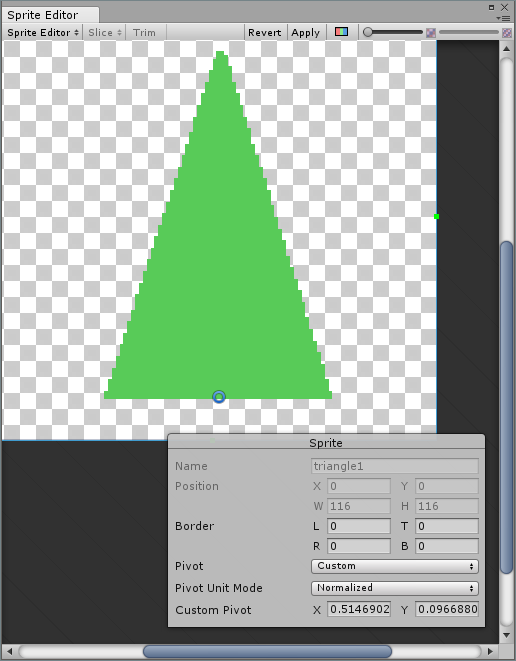 Sprite Editor
Sprite Editor Slice Trim Revert Apply
Sprite
Name triangle1
Position X 0 Y 0
W 116 H 116
Border L 0 T 0
R 0 B 0
Pivot Custom
Pivot Unit Mode Normalized
Custom Pivot X 0.5146902 Y 0.0966880